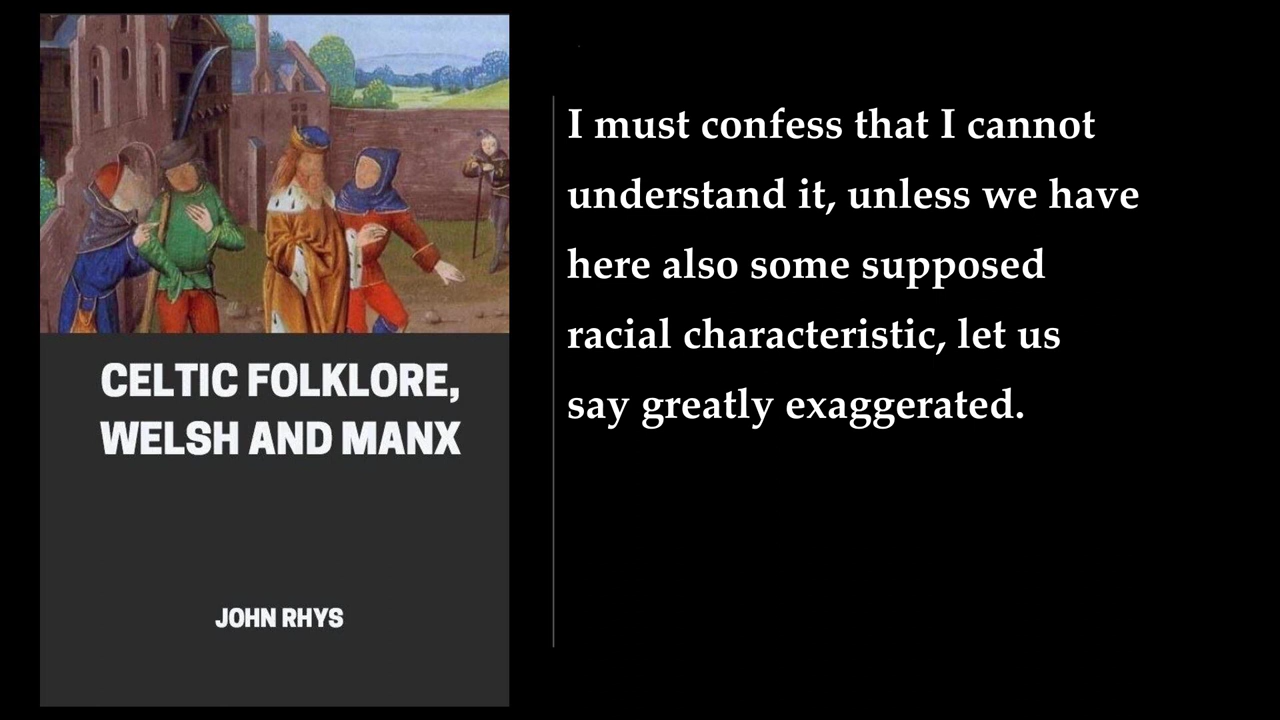 CELTIC FOLKLORE,
WELSH AND MANX
JOHN RHYS
I must confess that I cannot
understand it, unless we have
here also some supposed
racial characteristic, let us
say greatly exaggerated.